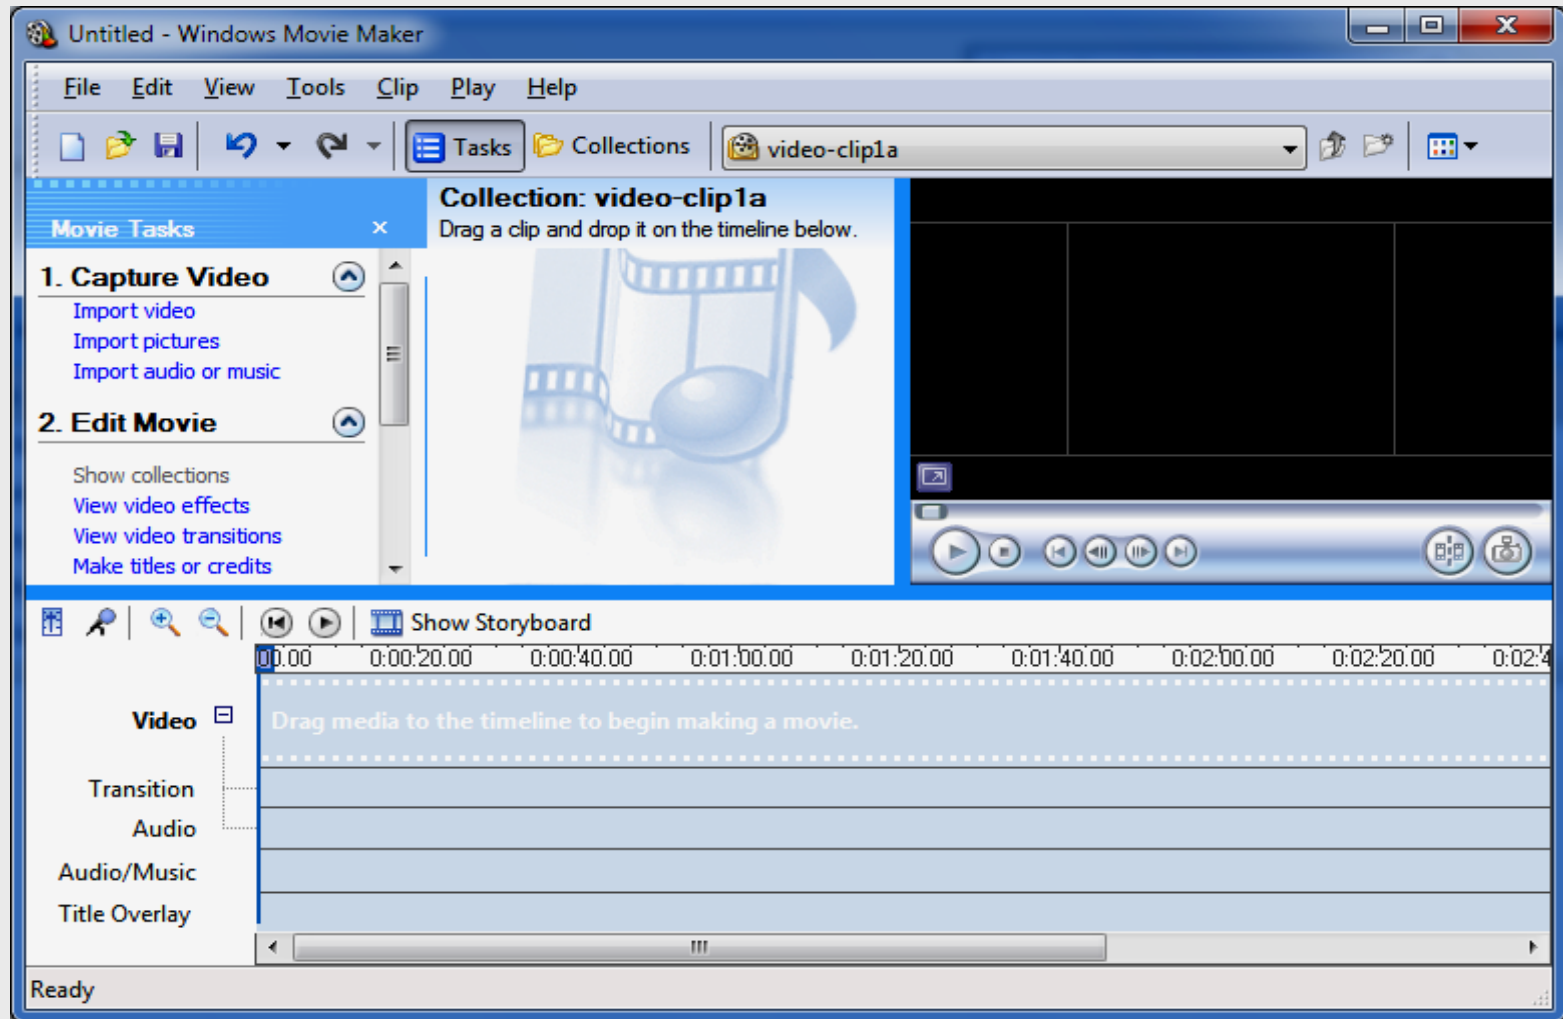 Untitled - Windows Movie Maker
File Edit View Tools Clip Play Help
Tasks Collections video-clip1a
Movie Tasks
Collection: video-clip1a
Drag a clip and drop it on the timeline below.
1. Capture Video
Import video
Import pictures
Import audio or music
2. Edit Movie
Show collections
View video effects
View video transitions
Make titles or credits
Show Storyboard
00.00 0:00:20.00 0:00:40.00 0:01:00.00 0:01:20.00 0:01:40.00 0:02:00.00 0:02:20.00 0:02:4
Video
Drag media to the timeline to begin making a movie.
Transition
Audio
Audio/Music
Title Overlay
Ready